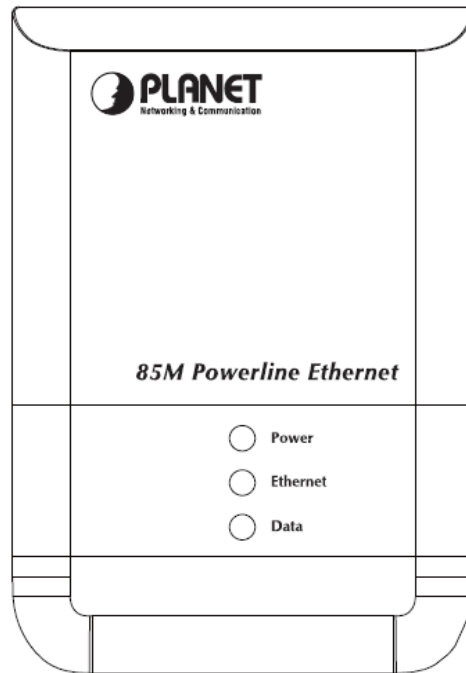 PLANET
Networking & Communication
85M Powerline Ethernet
Power
Ethernet
Data